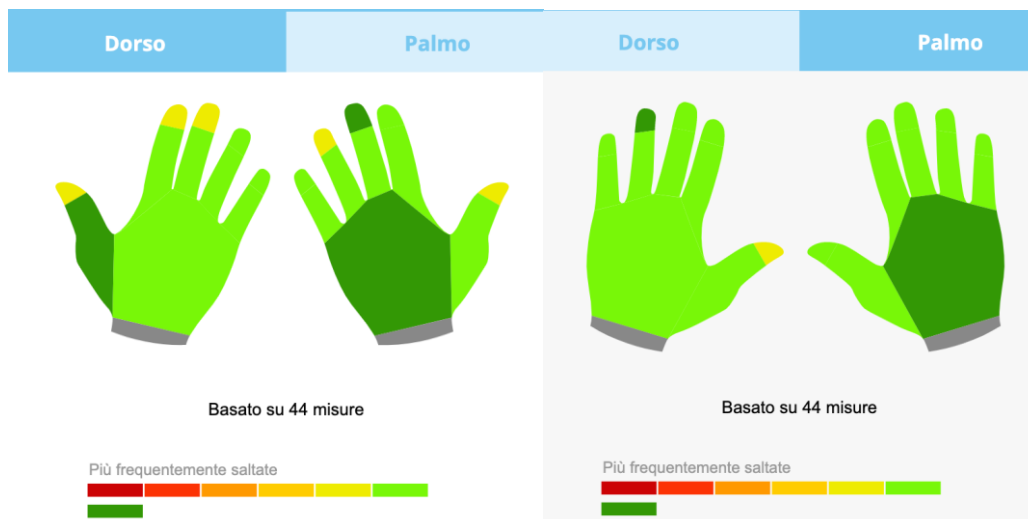 Dorso
Palmo
Dorso
Palmo
Basato su 44 misure
Basato su 44 misure
Più frequentemente saltate
Più frequentemente saltate